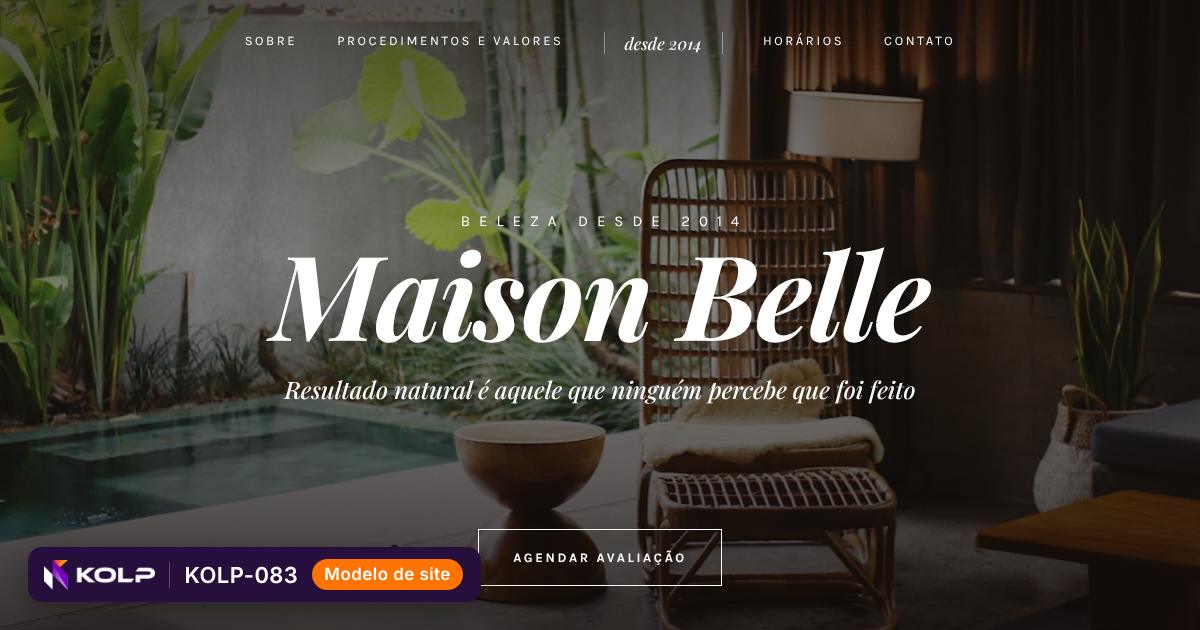 SOBRE PROCEDIMENTOS E VALORES desde 2014 HORÁRIOS CONTATO
BELEZA DESDE 2014
Maison Belle
Resultado natural é aquele que ninguém percebe que foi feito
AGENDAR AVALIAÇÃO
KOLP KOLP-083 Modelo de site